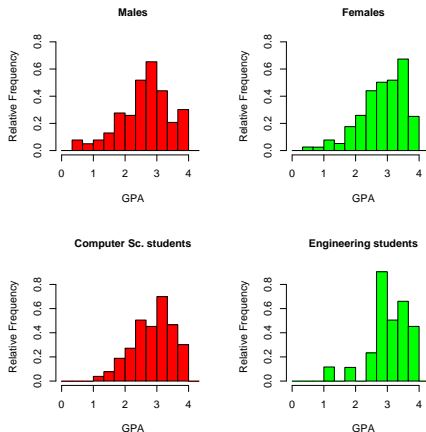 Males
Relative Frequency
0.0 0.2 0.4 0.6 0.8
0 1 2 3 4
GPA
Females
Relative Frequency
0.0 0.2 0.4 0.6 0.8
0 1 2 3 4
GPA
Computer Sc. students
Relative Frequency
0.0 0.2 0.4 0.6 0.8
0 1 2 3 4
GPA
Engineering students
Relative Frequency
0.0 0.2 0.4 0.6 0.8
0 1 2 3 4
GPA